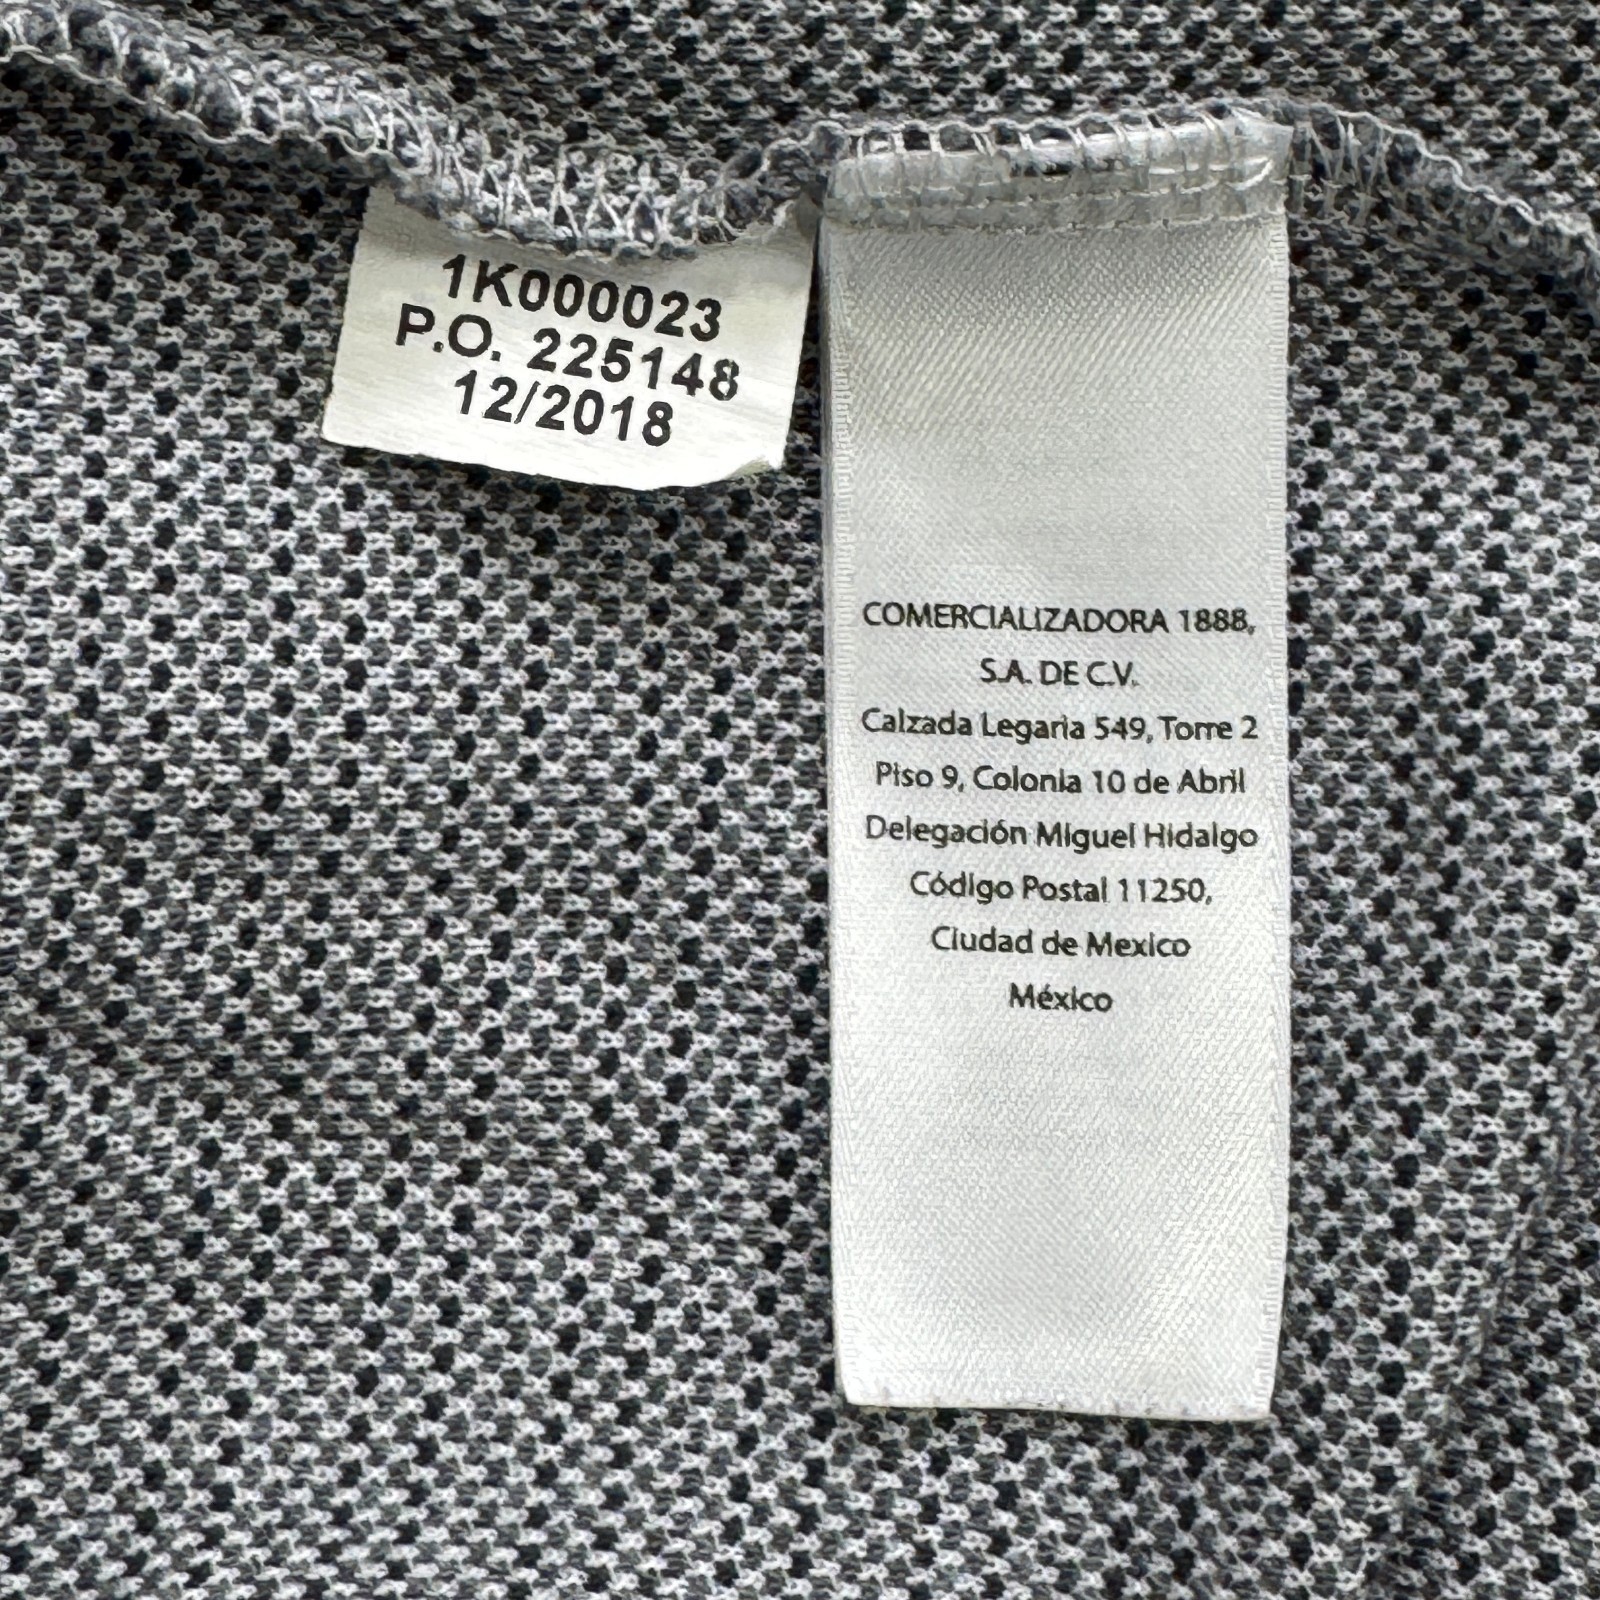 1K000023
P.O. 225148
12/2018
COMERCIALIZADORA 1888,
S.A. DE C.V.
Calzada Legaria 549, Torre 2
Piso 9, Colonia 10 de Abril
Delegación Miguel Hidalgo
Código Postal 11250,
Ciudad de Mexico
México